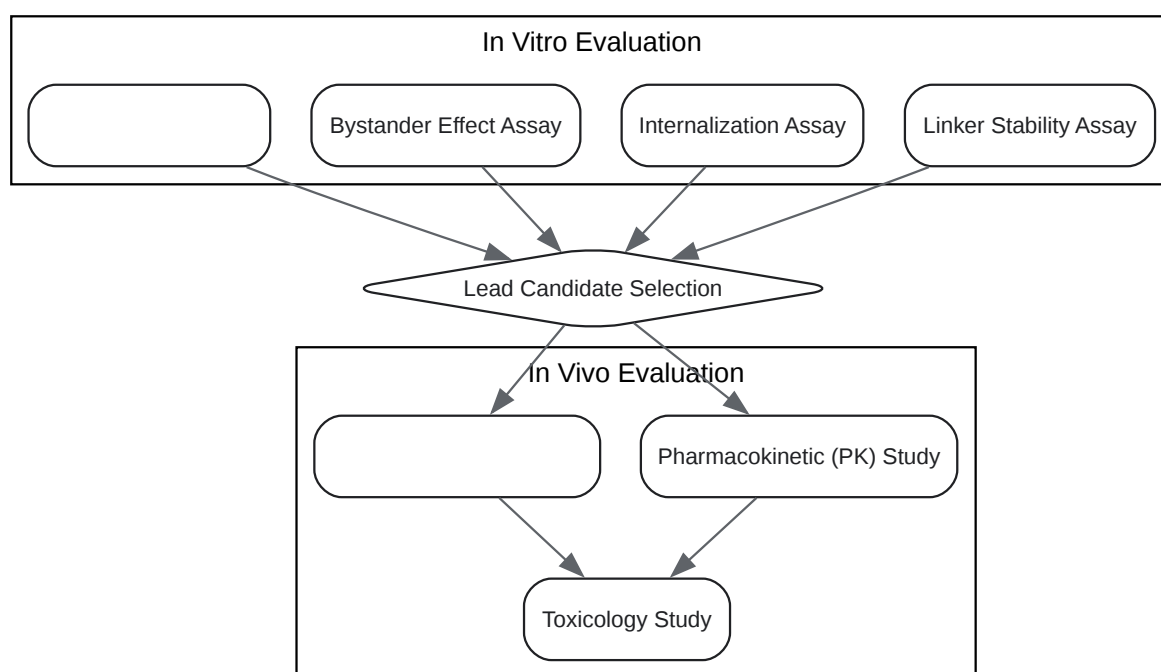 In Vitro Evaluation
Bystander Effect Assay
Internalization Assay
Linker Stability Assay
Lead Candidate Selection
In Vivo Evaluation
Pharmacokinetic (PK) Study
Toxicology Study